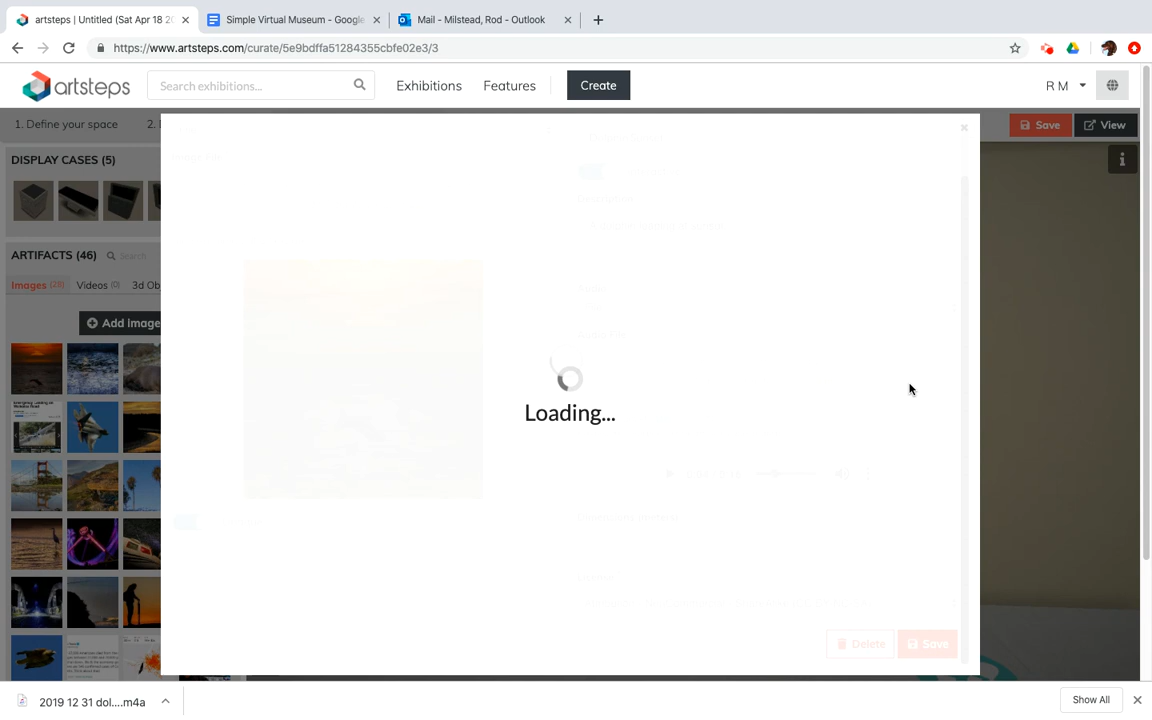 artsteps | Untitled (Sat Apr 18 20
Simple Virtual Museum - Google
Mail - Milstead, Rod - Outlook
https://www.artsteps.com/curate/5e9bdffa51284355cbfe02e3/3
artsteps
Search exhibitions...
Exhibitions
Features
Create
R M
1. Define your space
2.
Save
View
DISPLAY CASES (5)
ARTIFACTS (46)
Search
Images (28)
Videos (0)
3d Ob
Add Image
Loading...
Delete
Save
2019 12 31 dol....m4a
Show All